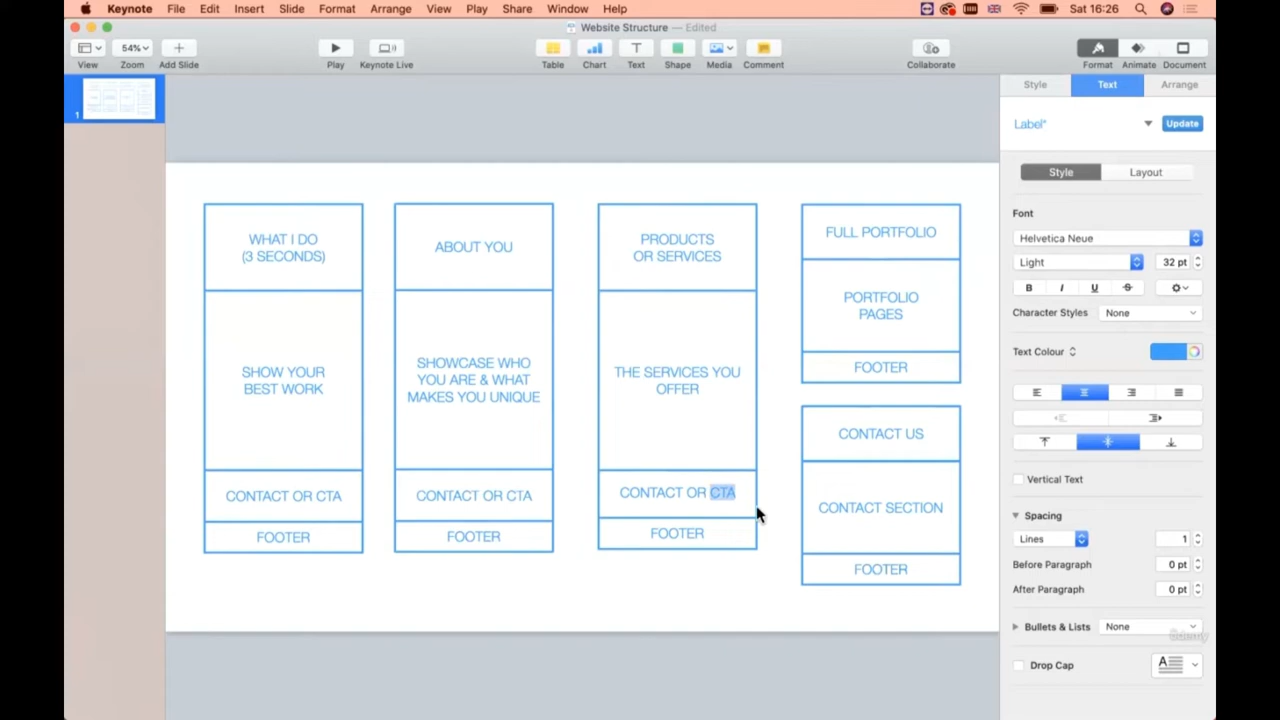 Keynote File Edit Insert Slide Format Arrange View Play Share Window Help Sat 16:26
Website Structure — Edited
54%
View Zoom Add Slide Play Keynote Live Table Chart Text Shape Media Comment Collaborate Format Animate Document
1
WHAT I DO
(3 SECONDS)
SHOW YOUR
BEST WORK
CONTACT OR CTA
FOOTER
ABOUT YOU
SHOWCASE WHO
YOU ARE & WHAT
MAKES YOU UNIQUE
CONTACT OR CTA
FOOTER
PRODUCTS
OR SERVICES
THE SERVICES YOU
OFFER
CONTACT OR CTA
FOOTER
FULL PORTFOLIO
PORTFOLIO
PAGES
FOOTER
CONTACT US
CONTACT SECTION
FOOTER
Style Text Arrange
Label* Update
Style Layout
Font
Helvetica Neue
Light 32 pt
B I U S
Character Styles None
Text Colour
Vertical Text
Spacing
Lines 1
Before Paragraph 0 pt
After Paragraph 0 pt
Bullets & Lists None
ûdemy
Drop Cap A